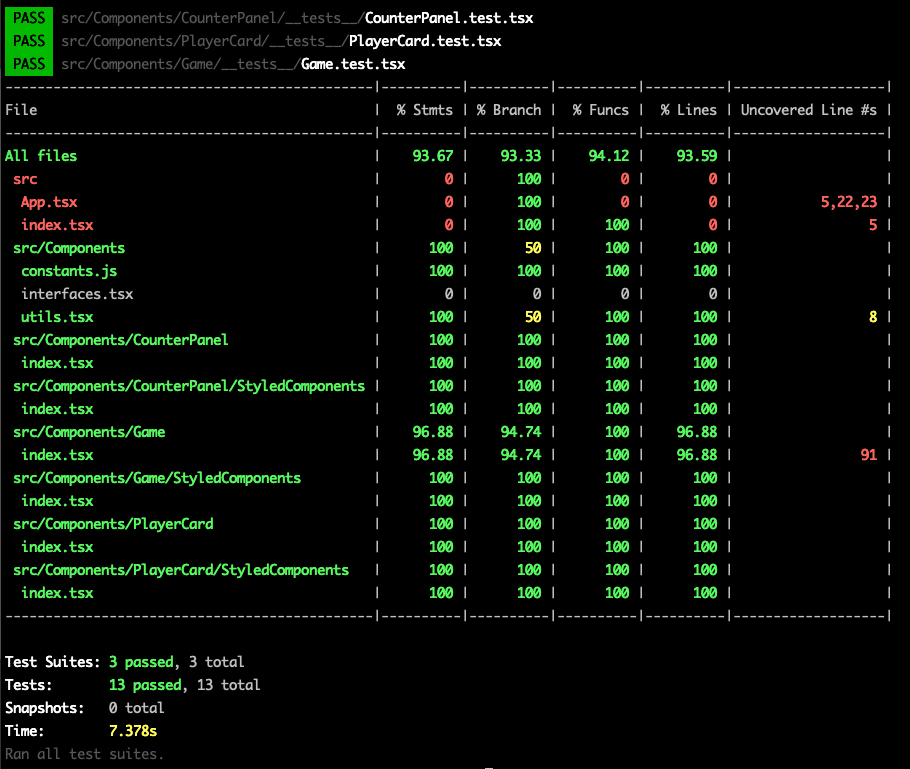 PASS src/Components/CounterPanel/__tests__/CounterPanel.test.tsx
PASS src/Components/PlayerCard/__tests__/PlayerCard.test.tsx
PASS src/Components/Game/__tests__/Game.test.tsx
----------------------------------------------|----------|----------|----------|----------|-------------------|
File                                          |  % Stmts | % Branch |  % Funcs |  % Lines | Uncovered Line #s |
----------------------------------------------|----------|----------|----------|----------|-------------------|
All files                                     |    93.67 |    93.33 |    94.12 |    93.59 |                   |
 src                                          |        0 |      100 |        0 |        0 |                   |
  App.tsx                                     |        0 |      100 |        0 |        0 |           5,22,23 |
  index.tsx                                   |        0 |      100 |      100 |        0 |                 5 |
 src/Components                               |      100 |       50 |      100 |      100 |                   |
  constants.js                                |      100 |      100 |      100 |      100 |                   |
  interfaces.tsx                              |        0 |        0 |        0 |        0 |                   |
  utils.tsx                                   |      100 |       50 |      100 |      100 |                 8 |
 src/Components/CounterPanel                  |      100 |      100 |      100 |      100 |                   |
  index.tsx                                   |      100 |      100 |      100 |      100 |                   |
 src/Components/CounterPanel/StyledComponents |      100 |      100 |      100 |      100 |                   |
  index.tsx                                   |      100 |      100 |      100 |      100 |                   |
 src/Components/Game                          |    96.88 |    94.74 |      100 |    96.88 |                   |
  index.tsx                                   |    96.88 |    94.74 |      100 |    96.88 |                91 |
 src/Components/Game/StyledComponents         |      100 |      100 |      100 |      100 |                   |
  index.tsx                                   |      100 |      100 |      100 |      100 |                   |
 src/Components/PlayerCard                    |      100 |      100 |      100 |      100 |                   |
  index.tsx                                   |      100 |      100 |      100 |      100 |                   |
 src/Components/PlayerCard/StyledComponents   |      100 |      100 |      100 |      100 |                   |
  index.tsx                                   |      100 |      100 |      100 |      100 |                   |
----------------------------------------------|----------|----------|----------|----------|-------------------|
Test Suites: 3 passed, 3 total
Tests:       13 passed, 13 total
Snapshots:   0 total
Time:        7.378s
Ran all test suites.